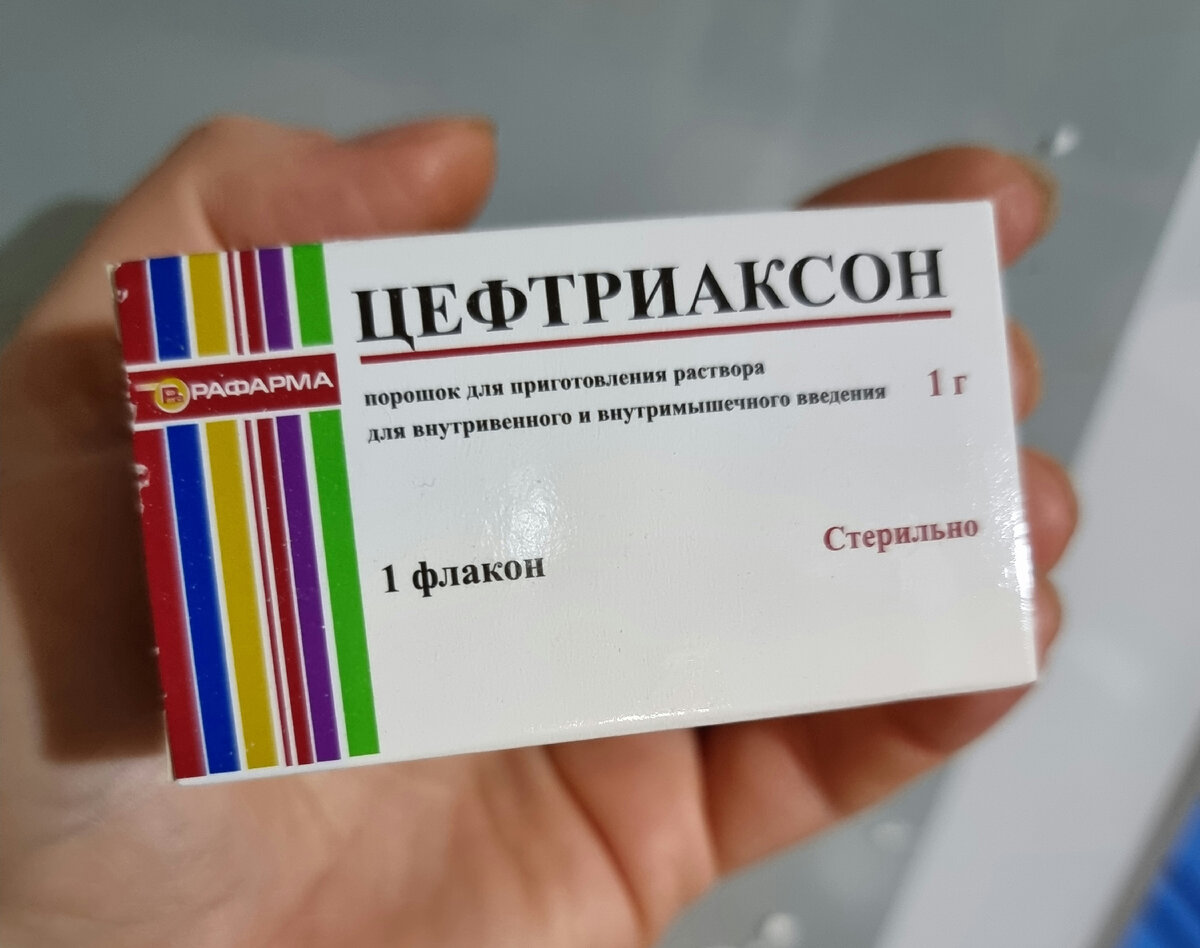 ЦЕФТРИАКСОН
РАФАРМА
порошок для приготовления раствора
для внутривенного и внутримышечного введения
1 г
Стерильно
1 флакон